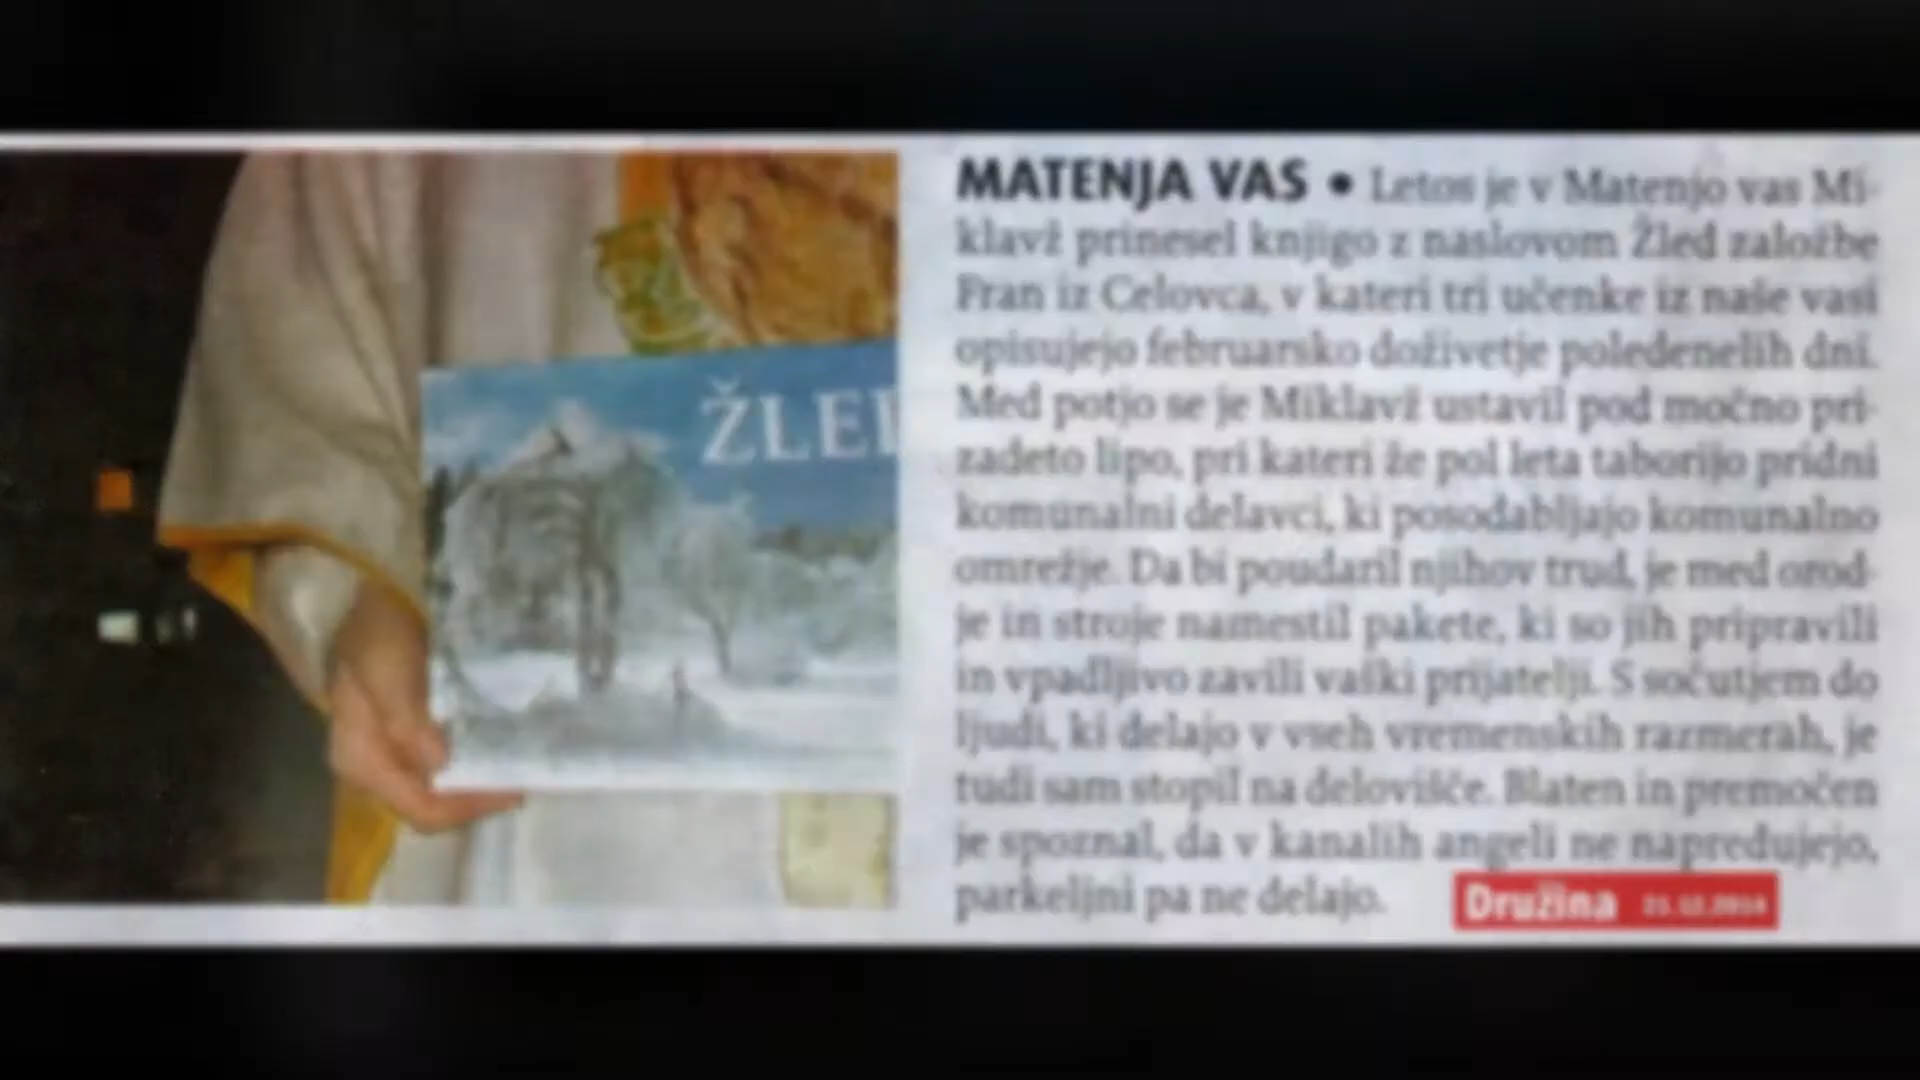 ŽLE
MATENJA VAS • Letos je v Matenjo vas Mi-
klavž prinesel knjigo z naslovom Žled založbe
Fran iz Celovca, v kateri tri učenke iz naše vasi
opisujejo februarsko doživetje poledenelih dni.
Med potjo se je Miklavž ustavil pod močno pri-
zadeto lipo, pri kateri že pol leta taborijo pridni
komunalni delavci, ki posodabljajo komunalno
omrežje. Da bi poudaril njihov trud, je med orod-
je in stroje namestil pakete, ki so jih pripravili
in vpadljivo zavili vaški prijatelji. S sočutjem do
ljudi, ki delajo v vseh vremenskih razmerah, je
tudi sam stopil na delovišče. Blaten in premočen
je spoznal, da v kanalih angeli ne napredujejo,
parkeljni pa ne delajo.
Družina